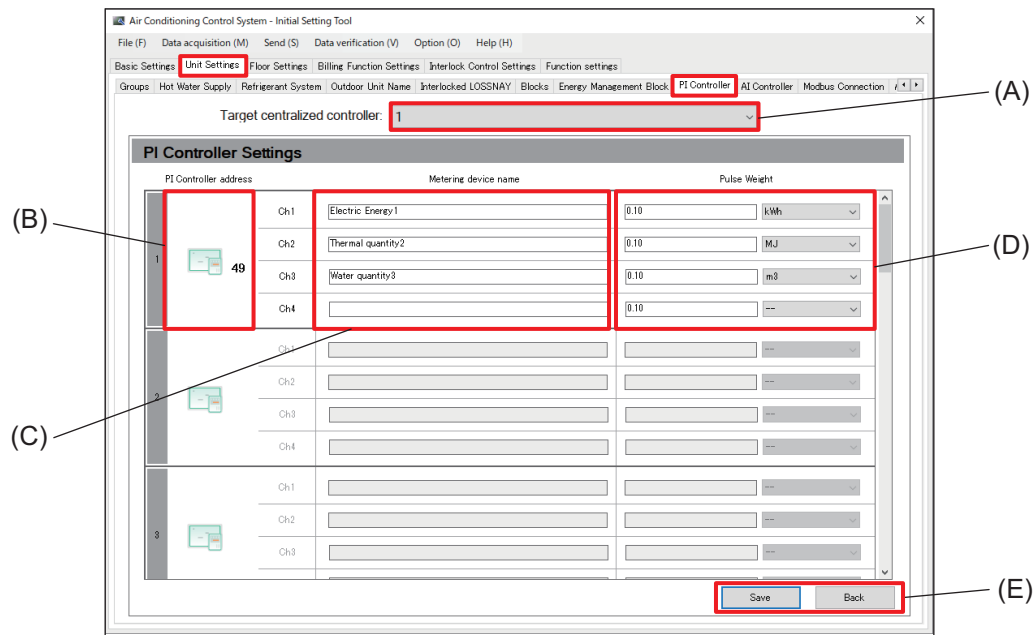 Air Conditioning Control System - Initial Setting Tool
File (F) Data acquisition (M) Send (S) Data verification (V) Option (O) Help (H)
Basic Settings Unit Settings Floor Settings Billing Function Settings Interlock Control Settings Function settings
Groups Hot Water Supply Refrigerant System Outdoor Unit Name Interlocked LOSSNAY Blocks Energy Management Block PI Controller AI Controller Modbus Connection
(A)
Target centralized controller: 1
PI Controller Settings
PI Controller address Metering device name Pulse Weight
(B)
1
49
Ch1 Electric Energy1 0.10 kWh
Ch2 Thermal quantity2 0.10 MJ
(D)
Ch3 Water quantity3 0.10 m3
Ch4 0.10 --
2
Ch1 --
Ch2 --
Ch3 --
(C)
Ch4 --
3
Ch1 --
Ch2 --
Ch3 --
Save Back
(E)